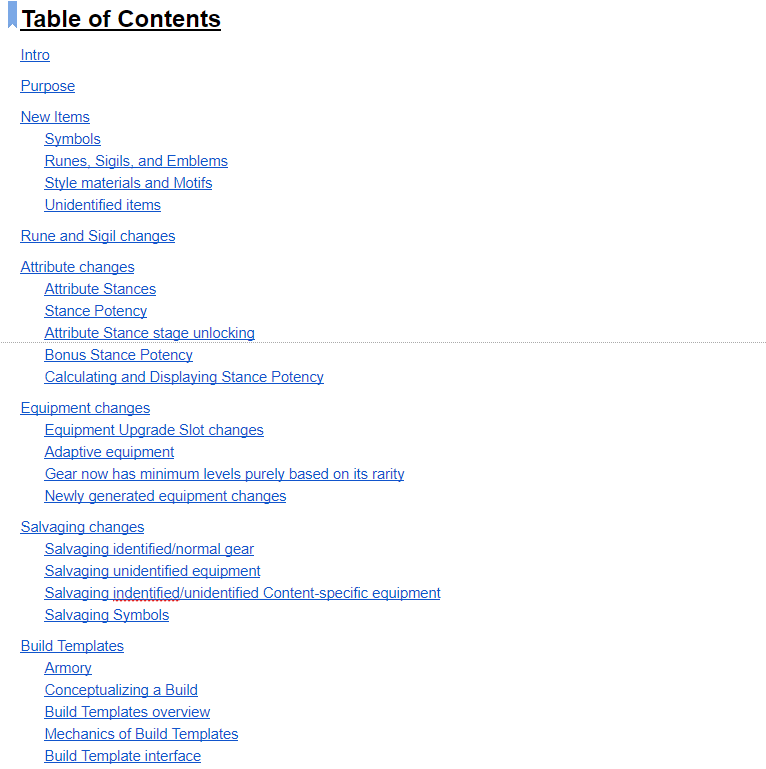 Table of Contents
Intro
Purpose
New Items
Symbols
Runes, Sigils, and Emblems
Style materials and Motifs
Unidentified items
Rune and Sigil changes
Attribute changes
Attribute Stances
Stance Potency
Attribute Stance stage unlocking
Bonus Stance Potency
Calculating and Displaying Stance Potency
Equipment changes
Equipment Upgrade Slot changes
Adaptive equipment
Gear now has minimum levels purely based on its rarity
Newly generated equipment changes
Salvaging changes
Salvaging identified/normal gear
Salvaging unidentified equipment
Salvaging indentified/unidentified Content-specific equipment
Salvaging Symbols
Build Templates
Armory
Conceptualizing a Build
Build Templates overview
Mechanics of Build Templates
Build Template interface